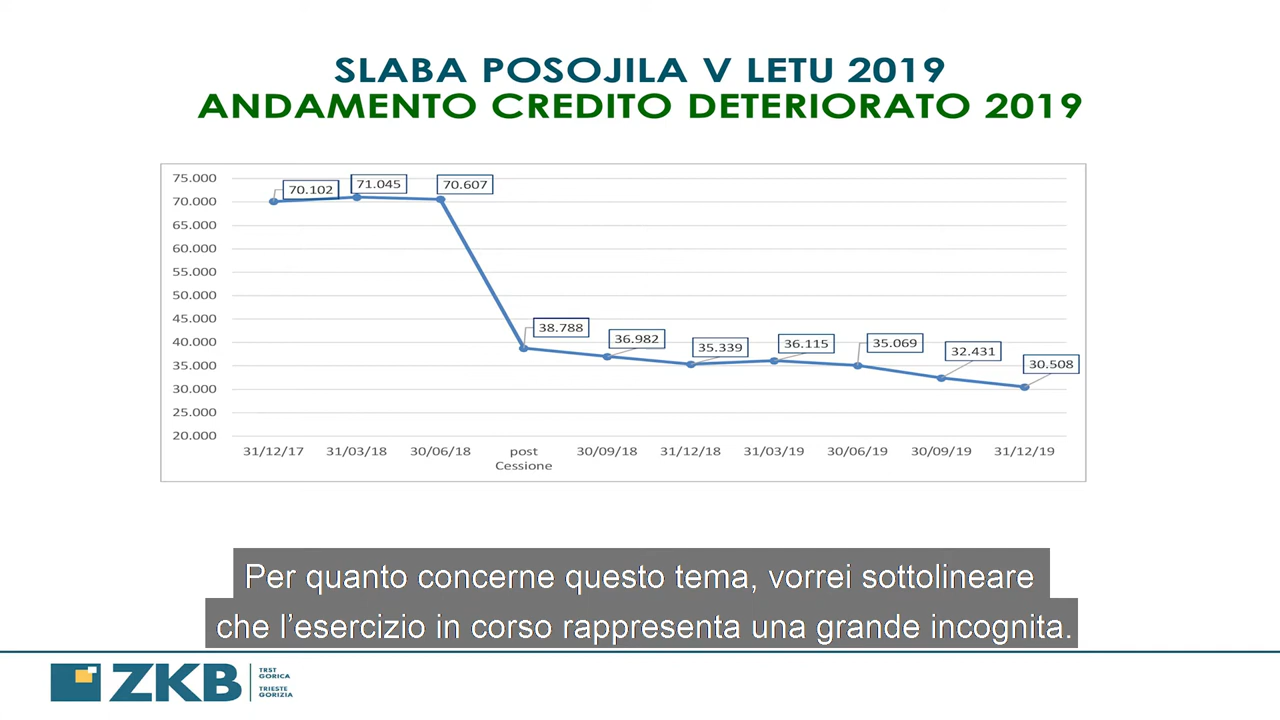 SLABA POSOJILA V LETU 2019
ANDAMENTO CREDITO DETERIORATO 2019
75.000
70.000
65.000
60.000
55.000
50.000
45.000
40.000
35.000
30.000
25.000
20.000
70.102
71.045
70.607
38.788
36.982
35.339
36.115
35.069
32.431
30.508
31/12/17
31/03/18
30/06/18
post
Cessione
30/09/18
31/12/18
31/03/19
30/06/19
30/09/19
31/12/19
Per quanto concerne questo tema, vorrei sottolineare
che l’esercizio in corso rappresenta una grande incognita.
ZKB
TRST
GORICA
TRIESTE
GORIZIA